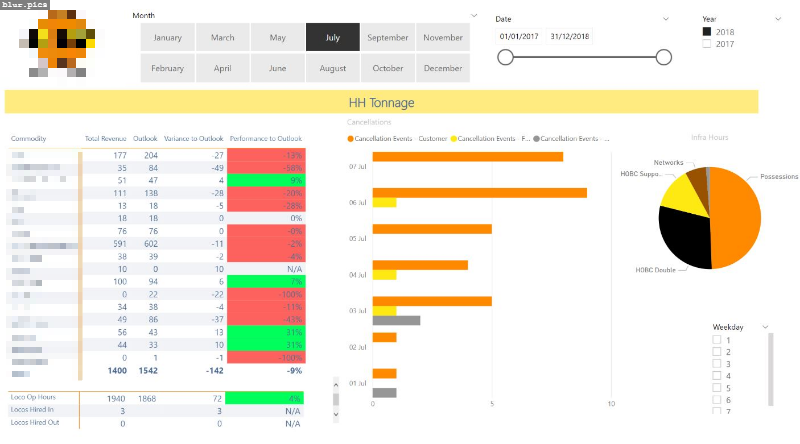 blur.pics
Month
January March May July September November
February April June August October December
Date
01/01/2017 31/12/2018
Year
2018
2017
HH Tonnage
Commodity Total Revenue Outlook Variance to Outlook Performance to Outlook
177 204 -27 -13%
35 84 -49 -58%
51 47 4 9%
111 138 -28 -20%
13 18 -5 -28%
18 18 0 0%
76 76 0 -0%
591 602 -11 -2%
38 39 -2 -4%
10 0 10 N/A
100 94 6 7%
0 22 -22 -100%
34 38 -4 -11%
49 86 -37 -43%
56 43 13 31%
44 33 10 31%
0 1 -1 -100%
1400 1542 -142 -9%
Loco Op Hours 1940 1868 72 4%
Locos Hired In 3 3 N/A
Locos Hired Out 0 0 N/A
Cancellations
Cancellation Events - Customer Cancellation Events - F... Cancellation Events - ...
07 Jul
06 Jul
05 Jul
04 Jul
03 Jul
02 Jul
01 Jul
0 5 10
Infra Hours
Networks
HOBC Suppo...
Possessions
HOBC Double
Weekday
1
2
3
4
5
6
7